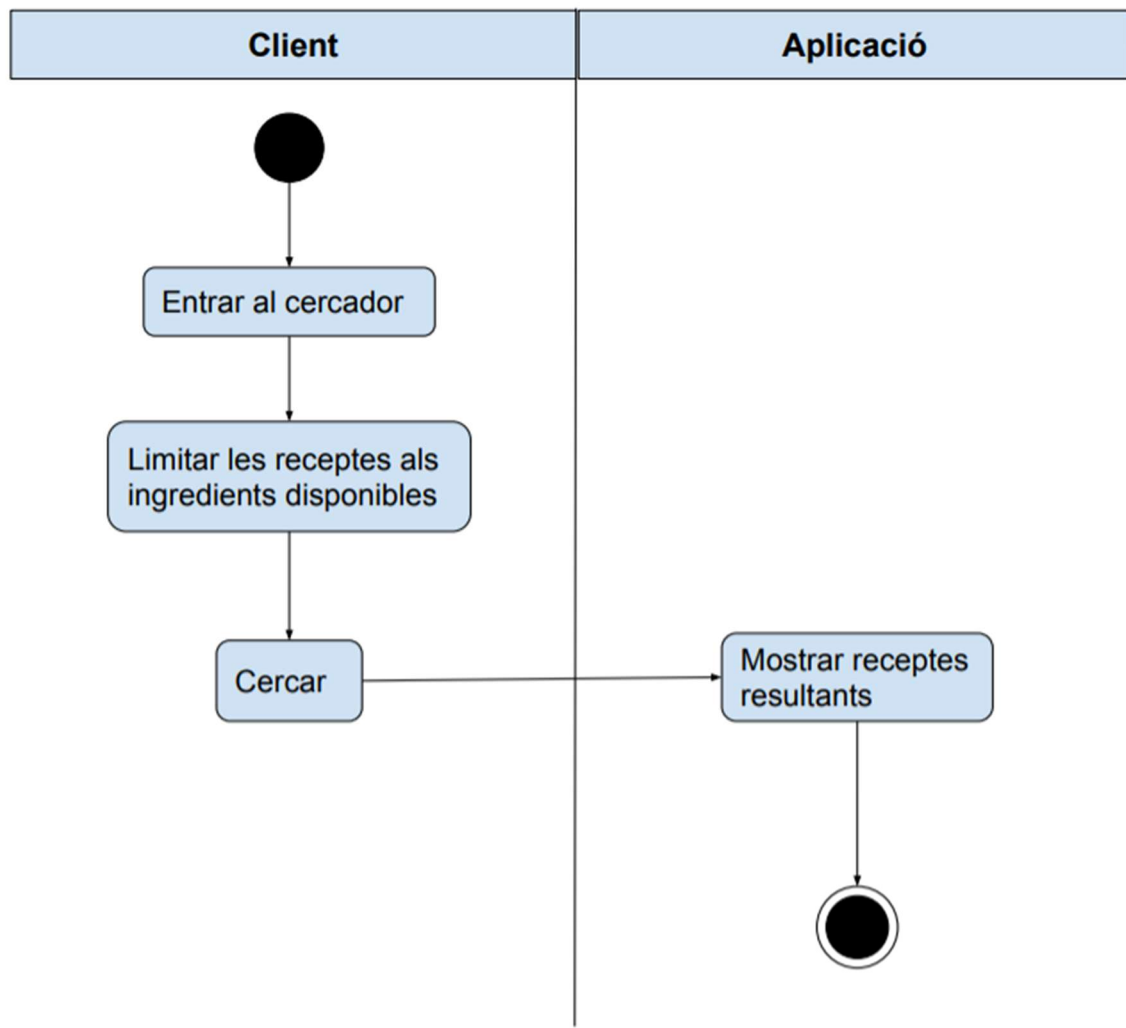 Client
Aplicació
Entrar al cercador
Limitar les receptes als
ingredients disponibles
Cercar
Mostrar receptes
resultants